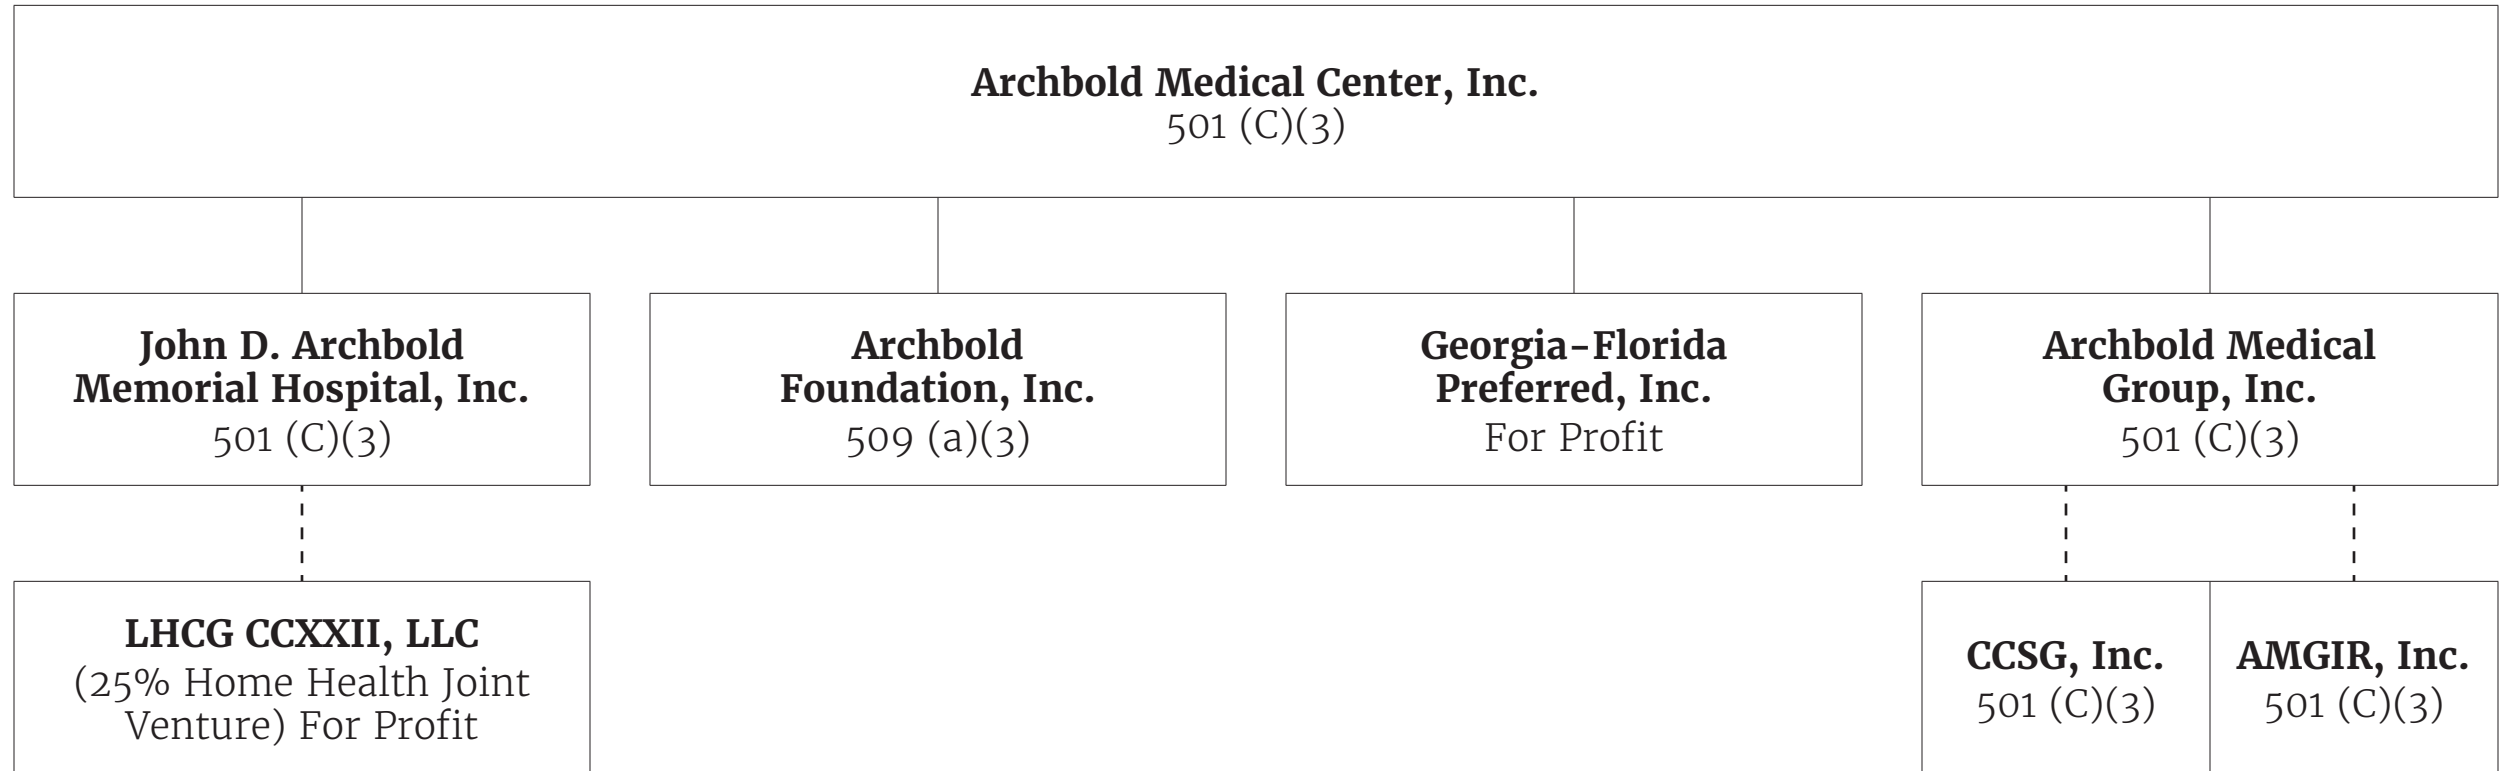 Archbold Medical Center, Inc.
501 (C)(3)
John D. Archbold
Memorial Hospital, Inc.
501 (C)(3)
Archbold
Foundation, Inc.
509 (a)(3)
Georgia-Florida
Preferred, Inc.
For Profit
Archbold Medical
Group, Inc.
501 (C)(3)
LHCG CCXXII, LLC
(25% Home Health Joint
Venture) For Profit
CCSG, Inc.
501 (C)(3)
AMGIR, Inc.
501 (C)(3)